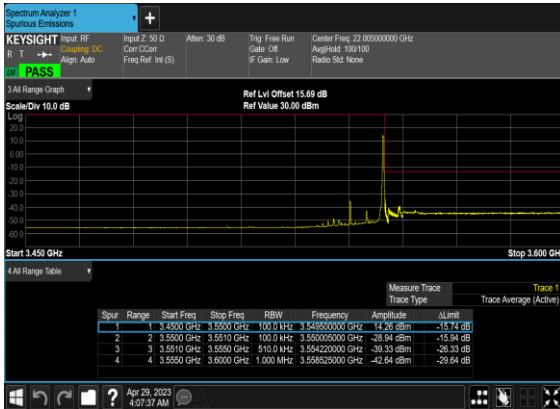 Spectrum Analyzer 1
Spurious Emissions
+
KEYSIGHT Input: RF Input Z: 50 Ω Atten: 30 dB Trig: Free Run Center Freq: 22.005000000 GHz
R T Coupling: DC Corr CCorr Gate: Off Avg|Hold: 100/100
Align: Auto Freq Ref: Int (S) IF Gain: Low Radio Std: None
PASS
3 All Range Graph
Ref Lvl Offset 15.69 dB
Scale/Div 10.0 dB Ref Value 30.00 dBm
Log
20.0
10.0
0.00
-10.0
-20.0
-30.0
-40.0
-50.0
-60.0
Start 3.450 GHz Stop 3.600 GH
4 All Range Table
Measure Trace Trace 1
Trace Type Trace Average (Active)
Spur Range Start Freq Stop Freq RBW Frequency Amplitude ΔLimit
1 1 3.4500 GHz 3.5500 GHz 100.0 kHz 3.549500000 GHz 14.26 dBm -15.74 dB
2 2 3.5500 GHz 3.5510 GHz 100.0 kHz 3.550005000 GHz -28.94 dBm -15.94 dB
3 3 3.5510 GHz 3.5550 GHz 510.0 kHz 3.554220000 GHz -39.33 dBm -26.33 dB
4 4 3.5550 GHz 3.6000 GHz 1.000 MHz 3.558525000 GHz -42.64 dBm -29.64 dB
? Apr 29, 2023
4:07:37 AM